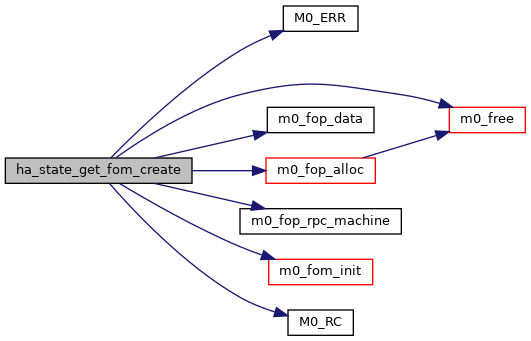 M0_ERR
m0_fop_data
m0_free
ha_state_get_fom_create
m0_fop_alloc
m0_fop_rpc_machine
m0_fom_init
M0_RC